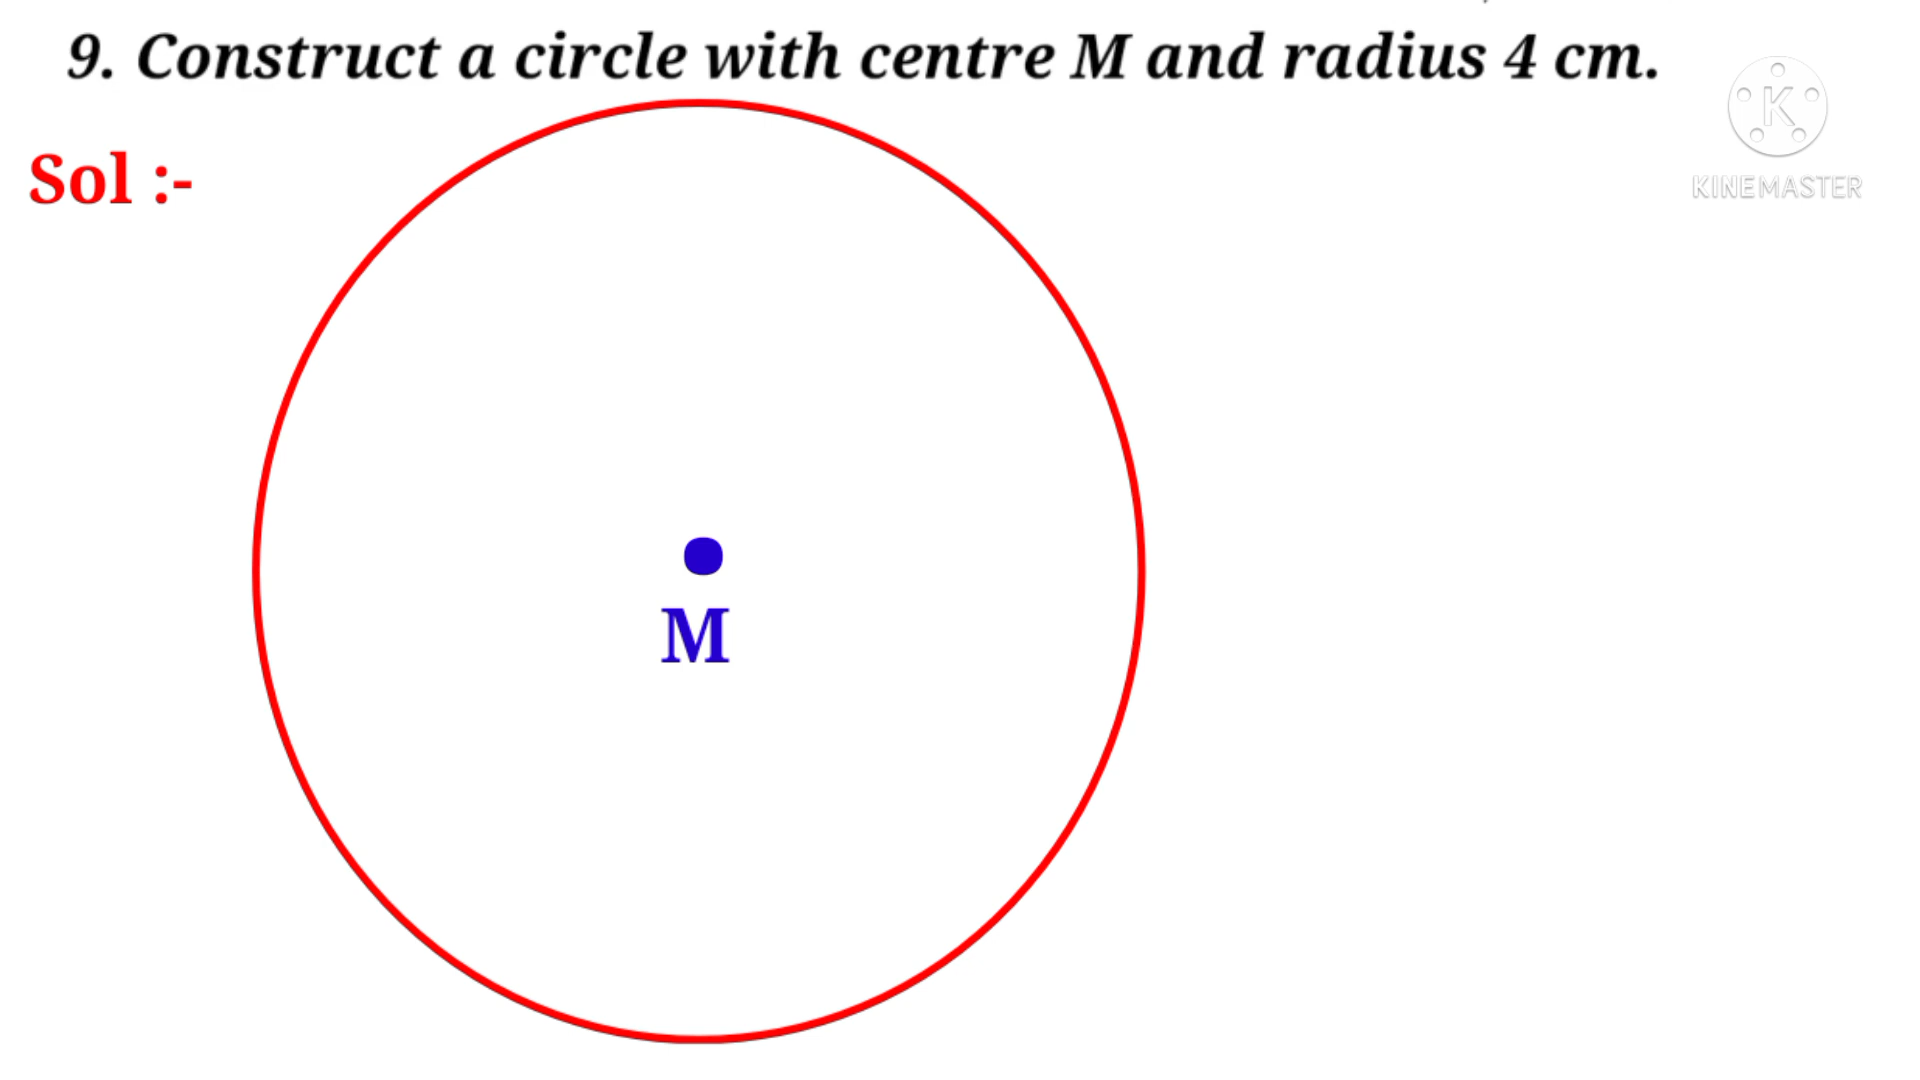 9. Construct a circle with centre M and radius 4 cm.
Sol :-
K
KINEMASTER
M